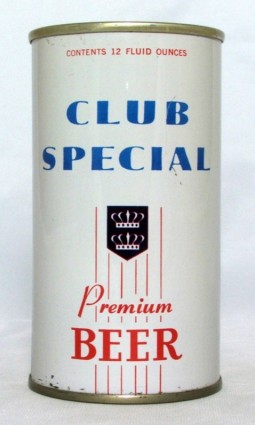 CONTENTS 12 FLUID OUNCES
CLUB
SPECIAL
Premium
BEER